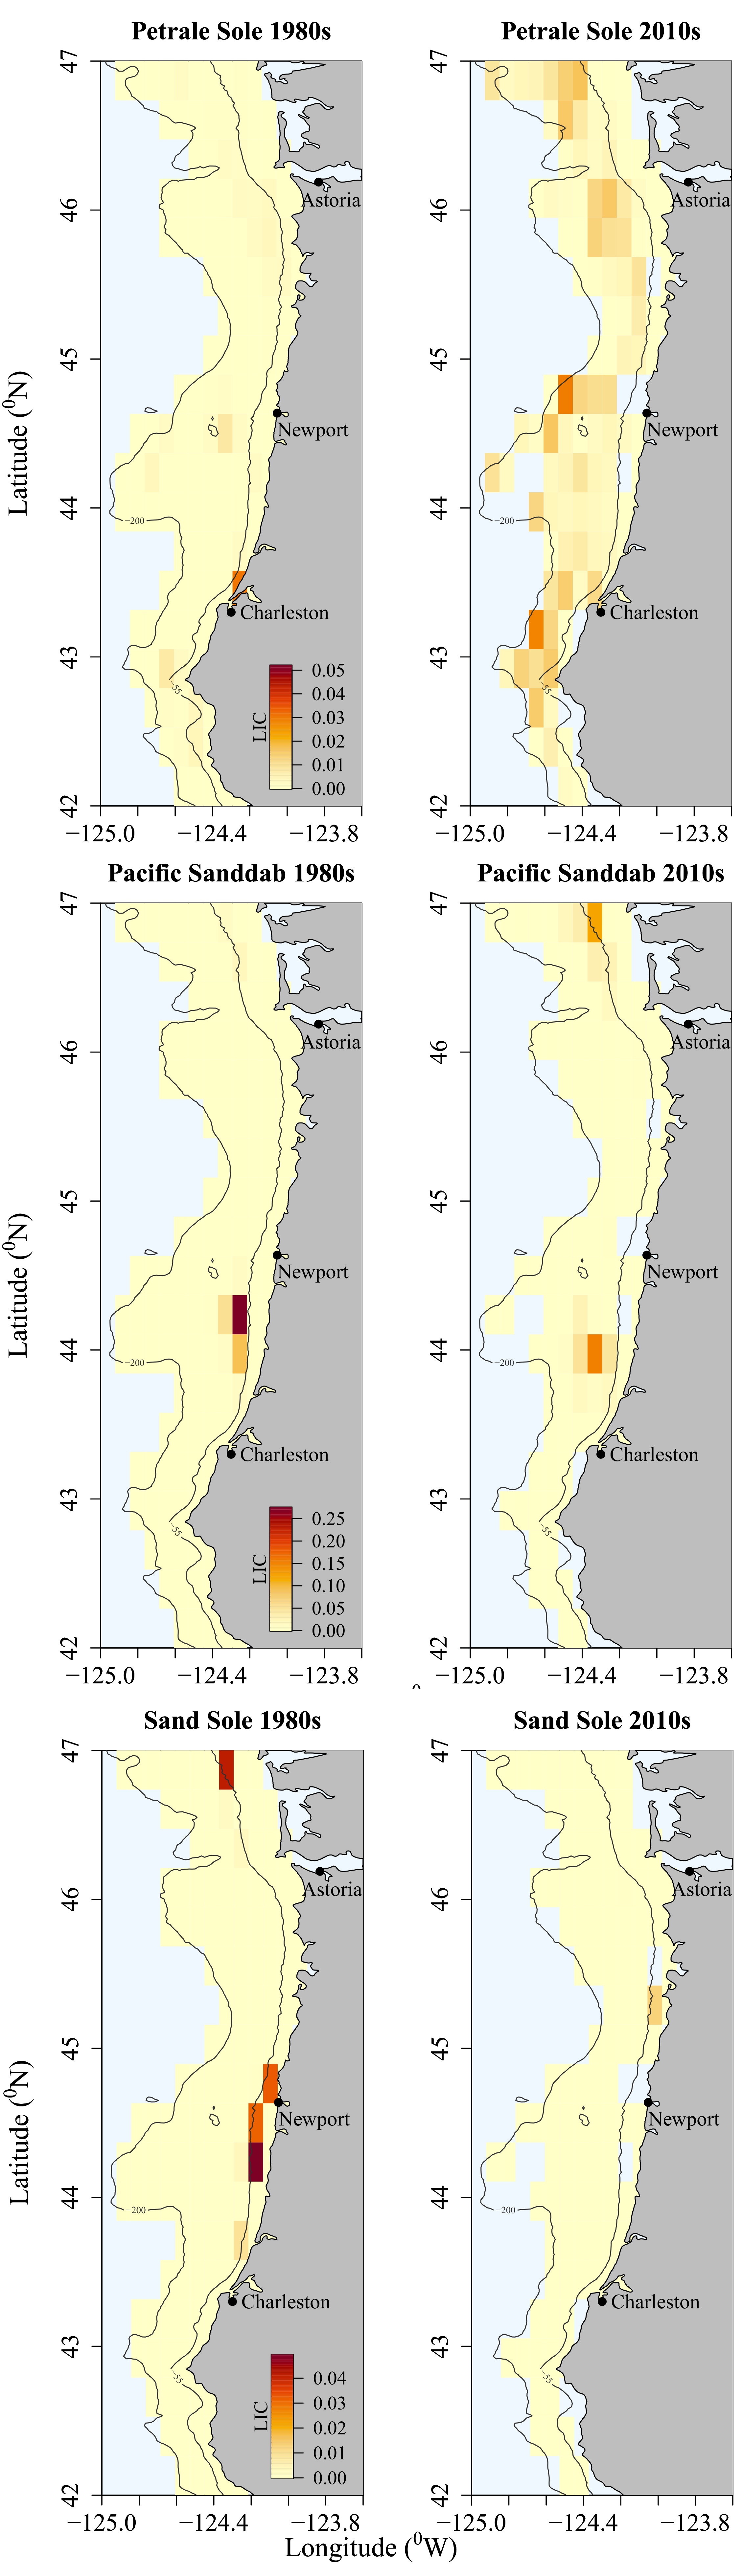 Petrale Sole 1980s
Petrale Sole 2010s
47
46
45
44
43
42
Latitude (⁰N)
Astoria
Newport
−200
Charleston
−55
LIC
0.05
0.04
0.03
0.02
0.01
0.00
−125.0
−124.4
−123.8
47
46
45
44
43
42
Astoria
Newport
−200
Charleston
−55
−125.0
−124.4
−123.8
Pacific Sanddab 1980s
Pacific Sanddab 2010s
47
46
45
44
43
42
Latitude (⁰N)
Astoria
Newport
−200
Charleston
−55
LIC
0.25
0.20
0.15
0.10
0.05
0.00
−125.0
−124.4
−123.8
47
46
45
44
43
42
Astoria
Newport
−200
Charleston
−55
−125.0
−124.4
−123.8
0
Sand Sole 1980s
Sand Sole 2010s
47
46
45
44
43
42
Latitude (⁰N)
Astoria
Newport
−200
Charleston
−55
LIC
0.04
0.03
0.02
0.01
0.00
−125.0
−124.4
−123.8
47
46
45
44
43
42
Astoria
Newport
−200
Charleston
−55
−125.0
−124.4
−123.8
Longitude (⁰W)